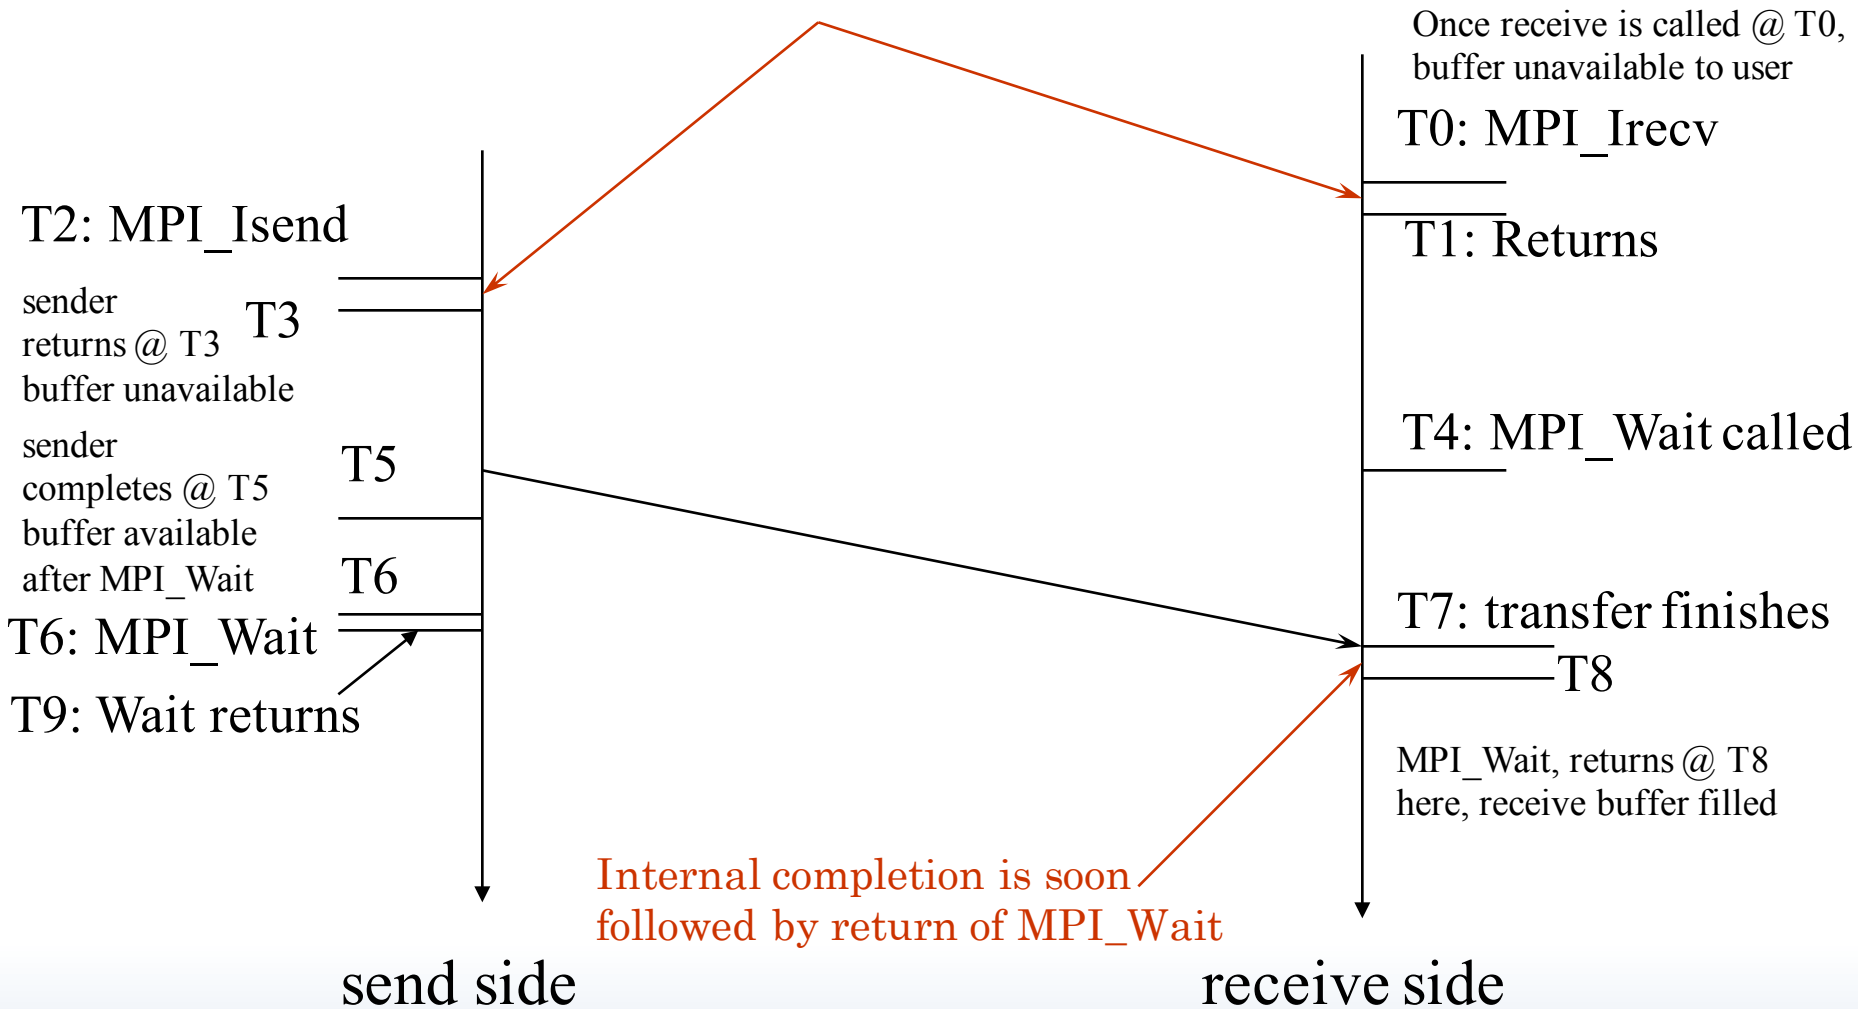 Once receive is called @ T0,
buffer unavailable to user
T0: MPI_Irecv
T1: Returns
T2: MPI_Isend
sender
returns @ T3
buffer unavailable
T3
sender
completes @ T5
buffer available
after MPI_Wait
T5
T6
T6: MPI_Wait
T9: Wait returns
T4: MPI_Wait called
T7: transfer finishes
T8
MPI_Wait, returns @ T8
here, receive buffer filled
Internal completion is soon
followed by return of MPI_Wait
send side
receive side